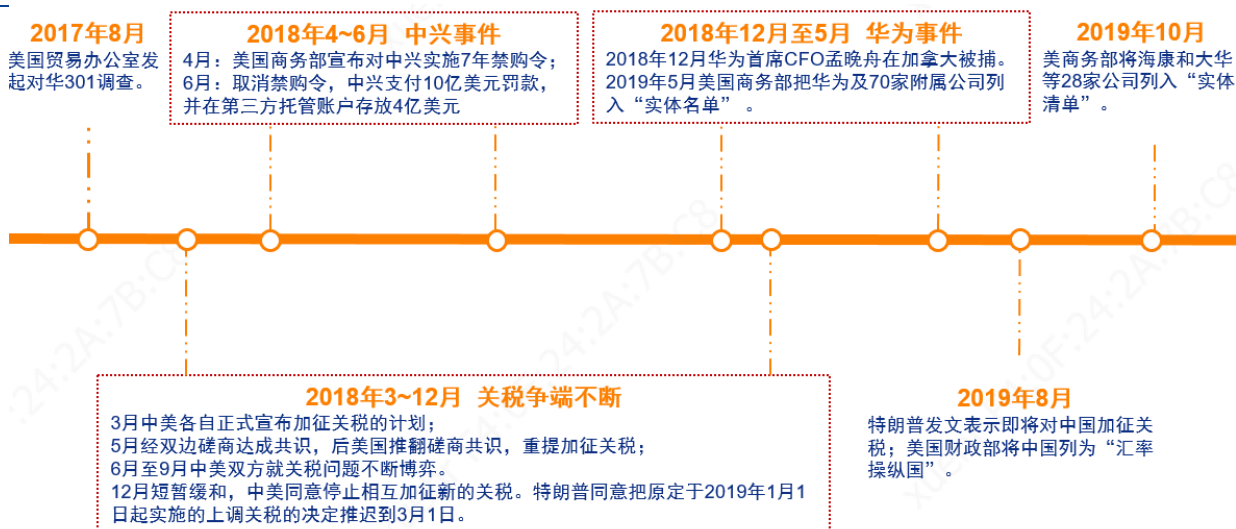 2017年8月
美国贸易办公室发
起对华301调查。
2018年4~6月 中兴事件
4月：美国商务部宣布对中兴实施7年禁购令；
6月：取消禁购令，中兴支付10亿美元罚款，
并在第三方托管账户存放4亿美元
2018年12月至5月 华为事件
2018年12月华为首席CFO孟晚舟在加拿大被捕。
2019年5月美国商务部把华为及70家附属公司列
入“实体名单”。
2019年10月
美商务部将海康和大华
等28家公司列入“实体
清单”。
2018年3~12月 关税争端不断
3月中美各自正式宣布加征关税的计划；
5月经双边磋商达成共识，后美国推翻磋商共识，重提加征关税；
6月至9月中美双方就关税问题不断博弈。
12月短暂缓和，中美同意停止相互加征新的关税。特朗普同意把原定于2019年1月1
日起实施的上调关税的决定推迟到3月1日。
2019年8月
特朗普发文表示即将对中国加征关
税；美国财政部将中国列为“汇率
操纵国”。